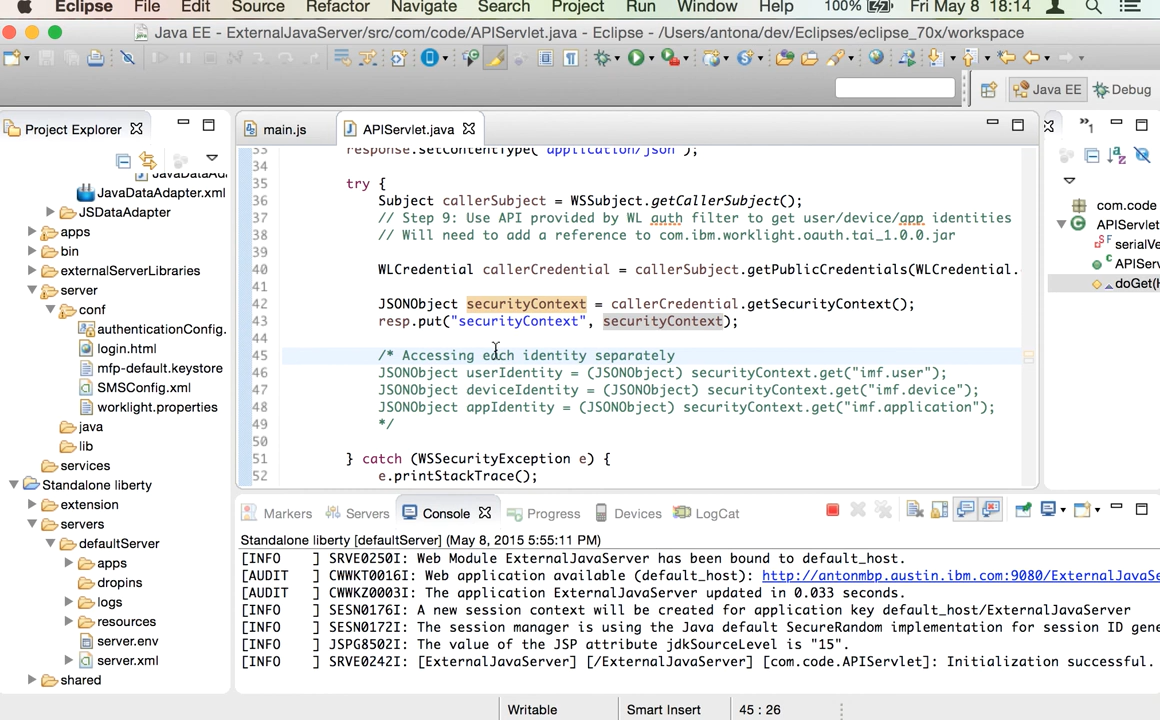 Eclipse File Edit Source Refactor Navigate Search Project Run Window Help 100% Fri May 8 18:14
Java EE - ExternalJavaServer/src/com/code/APIServlet.java - Eclipse - /Users/antona/dev/Eclipses/eclipse_70x/workspace
Java EE Debug
Project Explorer
JavaDataAdapter.xml
JSDataAdapter
apps
bin
externalServerLibraries
server
conf
authenticationConfig.
login.html
mfp-default.keystore
SMSConfig.xml
worklight.properties
java
lib
services
Standalone liberty
extension
servers
defaultServer
apps
dropins
logs
resources
server.env
server.xml
shared
main.js APIServlet.java
33 response.setContentType("application/json");
34
35 try {
36 Subject callerSubject = WSSubject.getCallerSubject();
37 // Step 9: Use API provided by WL auth filter to get user/device/app identities
38 // Will need to add a reference to com.ibm.worklight.oauth.tai_1.0.0.jar
39
40 WLCredential callerCredential = callerSubject.getPublicCredentials(WLCredential.
41
42 JSONObject securityContext = callerCredential.getSecurityContext();
43 resp.put("securityContext", securityContext);
44
45 /* Accessing each identity separately
46 JSONObject userIdentity = (JSONObject) securityContext.get("imf.user");
47 JSONObject deviceIdentity = (JSONObject) securityContext.get("imf.device");
48 JSONObject appIdentity = (JSONObject) securityContext.get("imf.application");
49 */
50
51 } catch (WSSecurityException e) {
52 e.printStackTrace();
»1
com.code
APIServlet
serialVe
APIServ
doGet(H
Markers Servers Console Progress Devices LogCat
Standalone liberty [defaultServer] (May 8, 2015 5:55:11 PM)
[INFO ] SRVE0250I: Web Module ExternalJavaServer has been bound to default_host.
[AUDIT ] CWWKT0016I: Web application available (default_host): http://antonmbp.austin.ibm.com:9080/ExternalJavaSe
[AUDIT ] CWWKZ0003I: The application ExternalJavaServer updated in 0.033 seconds.
[INFO ] SESN0176I: A new session context will be created for application key default_host/ExternalJavaServer
[INFO ] SESN0172I: The session manager is using the Java default SecureRandom implementation for session ID gene
[INFO ] JSPG8502I: The value of the JSP attribute jdkSourceLevel is "15".
[INFO ] SRVE0242I: [ExternalJavaServer] [/ExternalJavaServer] [com.code.APIServlet]: Initialization successful.
Writable Smart Insert 45 : 26